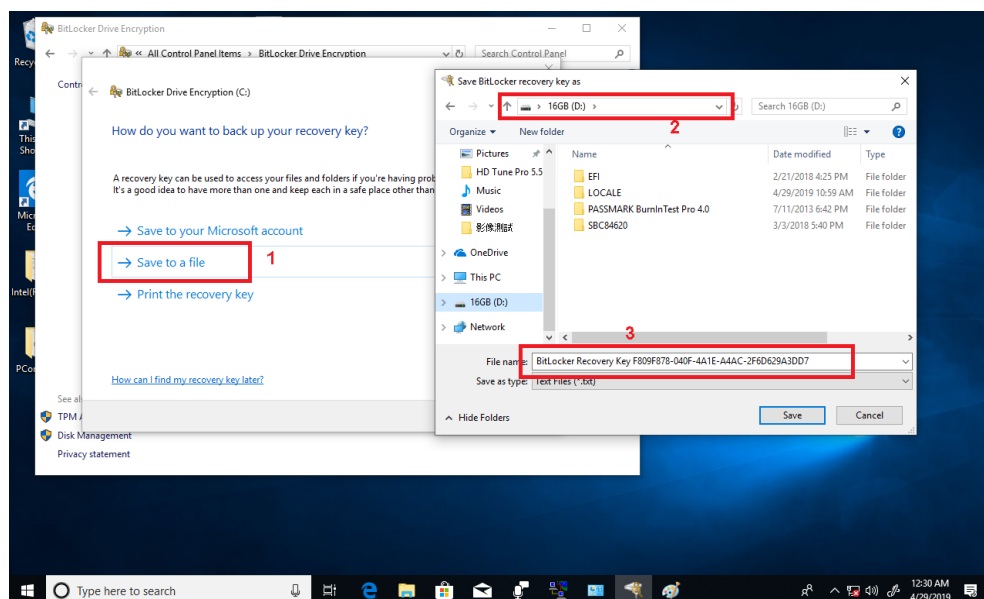 BitLocker Drive Encryption
All Control Panel Items > BitLocker Drive Encryption
Search Control Panel
BitLocker Drive Encryption (C:)
How do you want to back up your recovery key?
A recovery key can be used to access your files and folders if you're having
It's a good idea to have more than one and keep each in a safe place other than
Save to your Microsoft account
Save to a file
1
Print the recovery key
How can I find my recovery key later?
See
TPM
Disk Management
Privacy statement
Save BitLocker recovery key as
16GB (D:) >
Search 16GB (D:)
2
Organize
New folder
Name
Date modified
Type
Pictures
HD Tune Pro 5.5
Music
Videos
影像測試
OneDrive
This PC
16GB (D:)
Network
EFI 2/21/2018 4:25 PM File folder
LOCALE 4/29/2019 10:59 AM File folder
PASSMARK BurnInTest Pro 4.0 7/11/2013 6:42 PM File folder
SBC84620 3/3/2018 5:40 PM File folder
3
File name: BitLocker Recovery Key F809F878-040F-4A1E-A4AC-2F6D629A3DD7
Save as type: Text Files (*.txt)
Hide Folders
Save
Cancel
Type here to search
12:30 AM
4/29/2019